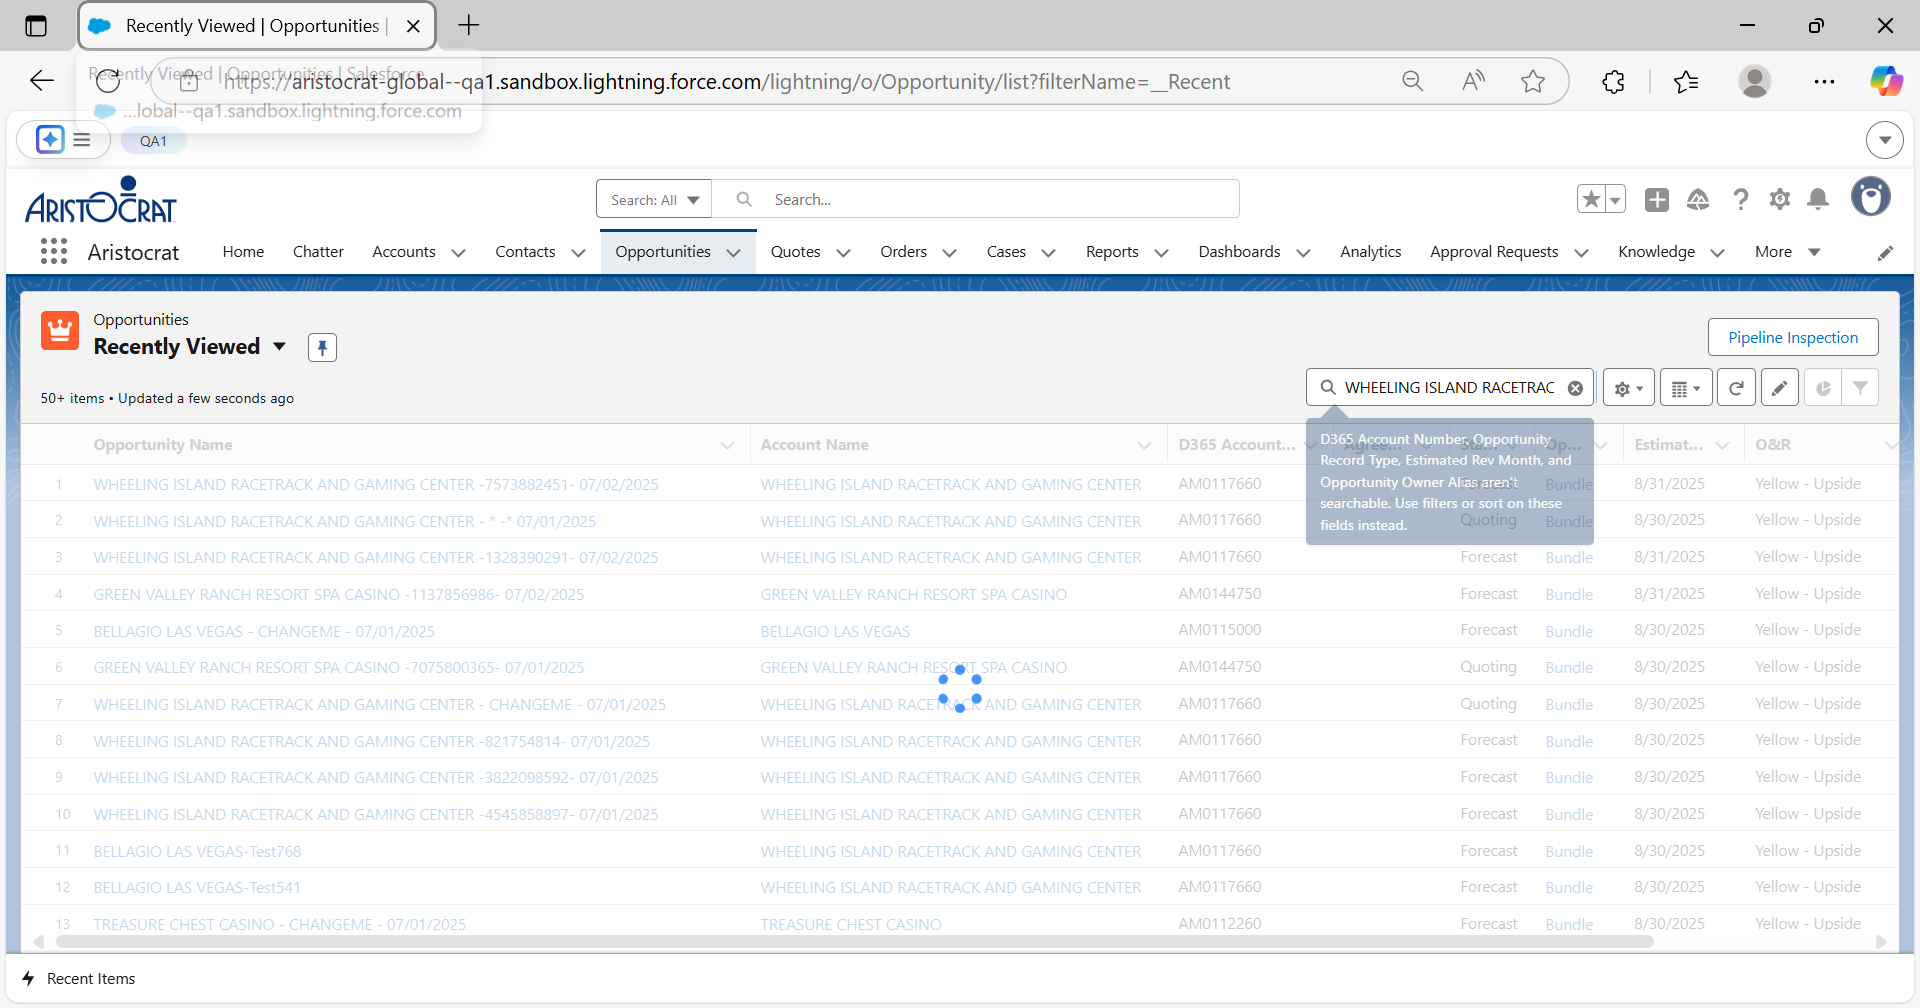 Recently Viewed | Opportunities |
https://aristocrat-global--qa1.sandbox.lightning.force.com/lightning/o/Opportunity/list?filterName=__Recent
Recently Viewed | Opportunities | Salesforce
...lobal--qa1.sandbox.lightning.force.com
QA1
ARISTOCRAT
Search: All
Search...
Aristocrat
Home
Chatter
Accounts
Contacts
Opportunities
Quotes
Orders
Cases
Reports
Dashboards
Analytics
Approval Requests
Knowledge
More
Opportunities
Recently Viewed
Pipeline Inspection
50+ items • Updated a few seconds ago
WHEELING ISLAND RACETRAC
D365 Account Number, Opportunity
Record Type, Estimated Rev Month, and
Opportunity Owner Alias aren't
searchable. Use filters or sort on these
fields instead.
Opportunity Name Account Name D365 Account... Agree... Sta... Op... Estimat... O&R
1 WHEELING ISLAND RACETRACK AND GAMING CENTER -7573882451- 07/02/2025 WHEELING ISLAND RACETRACK AND GAMING CENTER AM0117660 Bundle 8/31/2025 Yellow - Upside
2 WHEELING ISLAND RACETRACK AND GAMING CENTER - * -* 07/01/2025 WHEELING ISLAND RACETRACK AND GAMING CENTER AM0117660 Quoting Bundle 8/30/2025 Yellow - Upside
3 WHEELING ISLAND RACETRACK AND GAMING CENTER -1328390291- 07/02/2025 WHEELING ISLAND RACETRACK AND GAMING CENTER AM0117660 Forecast Bundle 8/31/2025 Yellow - Upside
4 GREEN VALLEY RANCH RESORT SPA CASINO -1137856986- 07/02/2025 GREEN VALLEY RANCH RESORT SPA CASINO AM0144750 Forecast Bundle 8/31/2025 Yellow - Upside
5 BELLAGIO LAS VEGAS - CHANGEME - 07/01/2025 BELLAGIO LAS VEGAS AM0115000 Forecast Bundle 8/30/2025 Yellow - Upside
6 GREEN VALLEY RANCH RESORT SPA CASINO -7075800365- 07/01/2025 GREEN VALLEY RANCH RESORT SPA CASINO AM0144750 Quoting Bundle 8/30/2025 Yellow - Upside
7 WHEELING ISLAND RACETRACK AND GAMING CENTER - CHANGEME - 07/01/2025 WHEELING ISLAND RACETRACK AND GAMING CENTER AM0117660 Quoting Bundle 8/30/2025 Yellow - Upside
8 WHEELING ISLAND RACETRACK AND GAMING CENTER -821754814- 07/01/2025 WHEELING ISLAND RACETRACK AND GAMING CENTER AM0117660 Forecast Bundle 8/30/2025 Yellow - Upside
9 WHEELING ISLAND RACETRACK AND GAMING CENTER -3822098592- 07/01/2025 WHEELING ISLAND RACETRACK AND GAMING CENTER AM0117660 Forecast Bundle 8/30/2025 Yellow - Upside
10 WHEELING ISLAND RACETRACK AND GAMING CENTER -4545858897- 07/01/2025 WHEELING ISLAND RACETRACK AND GAMING CENTER AM0117660 Forecast Bundle 8/30/2025 Yellow - Upside
11 BELLAGIO LAS VEGAS-Test768 WHEELING ISLAND RACETRACK AND GAMING CENTER AM0117660 Forecast Bundle 8/30/2025 Yellow - Upside
12 BELLAGIO LAS VEGAS-Test541 WHEELING ISLAND RACETRACK AND GAMING CENTER AM0117660 Forecast Bundle 8/30/2025 Yellow - Upside
13 TREASURE CHEST CASINO - CHANGEME - 07/01/2025 TREASURE CHEST CASINO AM0112260 Forecast Bundle 8/30/2025 Yellow - Upside
Recent Items